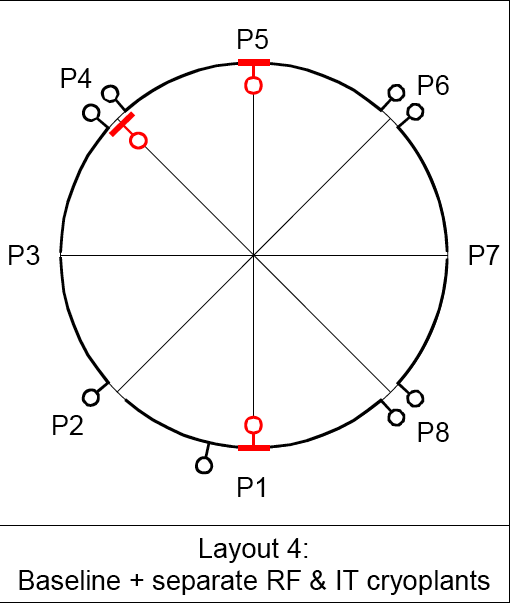 P5
P4
P6
P3
P7
P2
P8
P1
Layout 4:
Baseline + separate RF & IT cryoplants